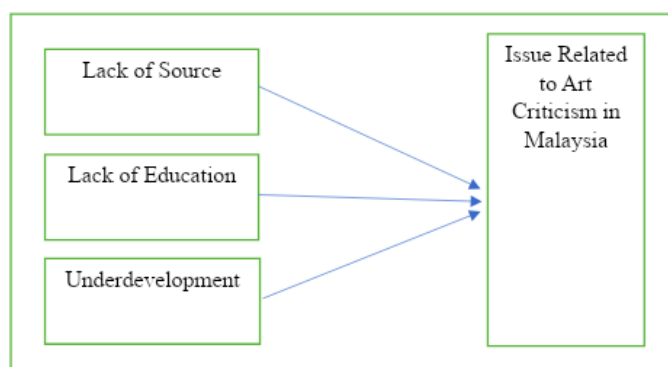 Lack of Source
Lack of Education
Underdevelopment
Issue Related
to Art
Criticism in
Malaysia